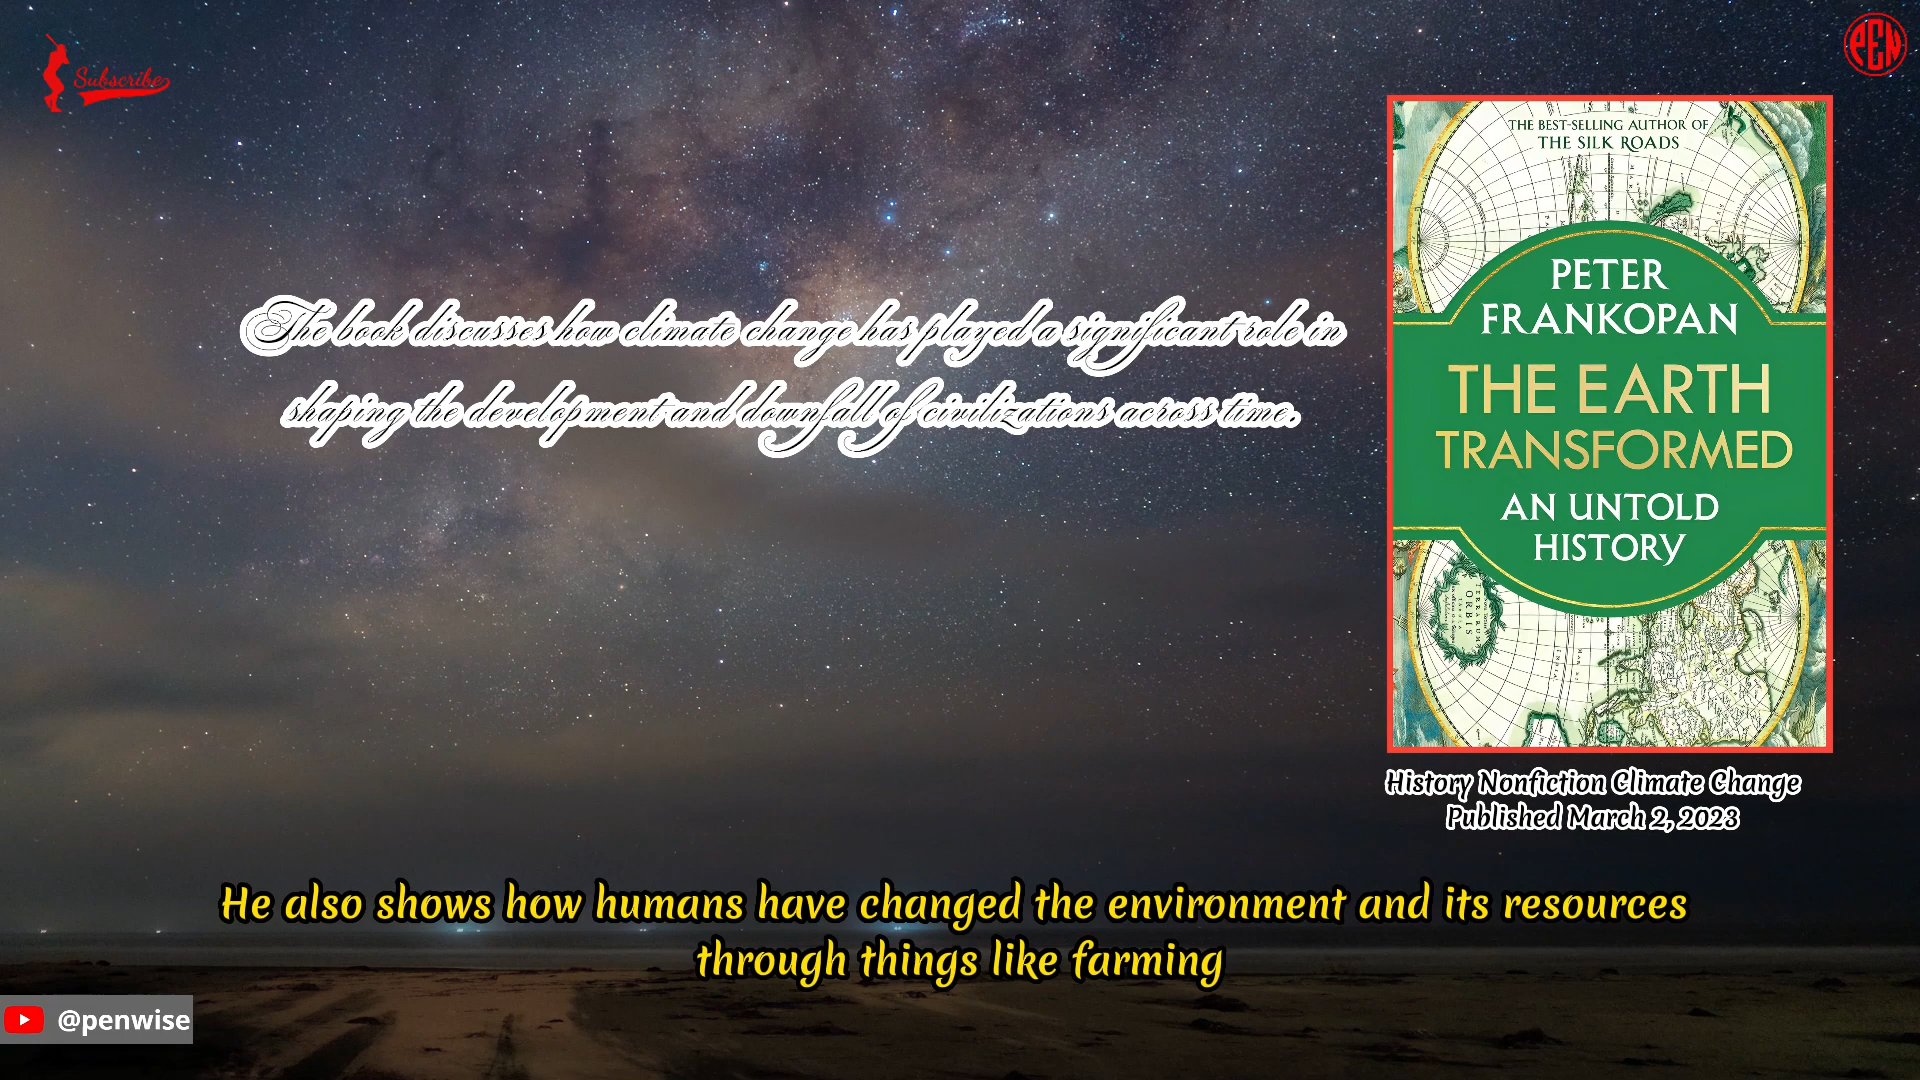 Subscribe
PEN
THE BEST-SELLING AUTHOR OF
THE SILK ROADS
PETER
FRANKOPAN
THE EARTH
TRANSFORMED
AN UNTOLD
HISTORY
ORBIS
The book discusses how climate change has played a significant role in
shaping the development and downfall of civilizations across time.
History Nonfiction Climate Change
Published March 2, 2023
He also shows how humans have changed the environment and its resources
through things like farming
@penwise